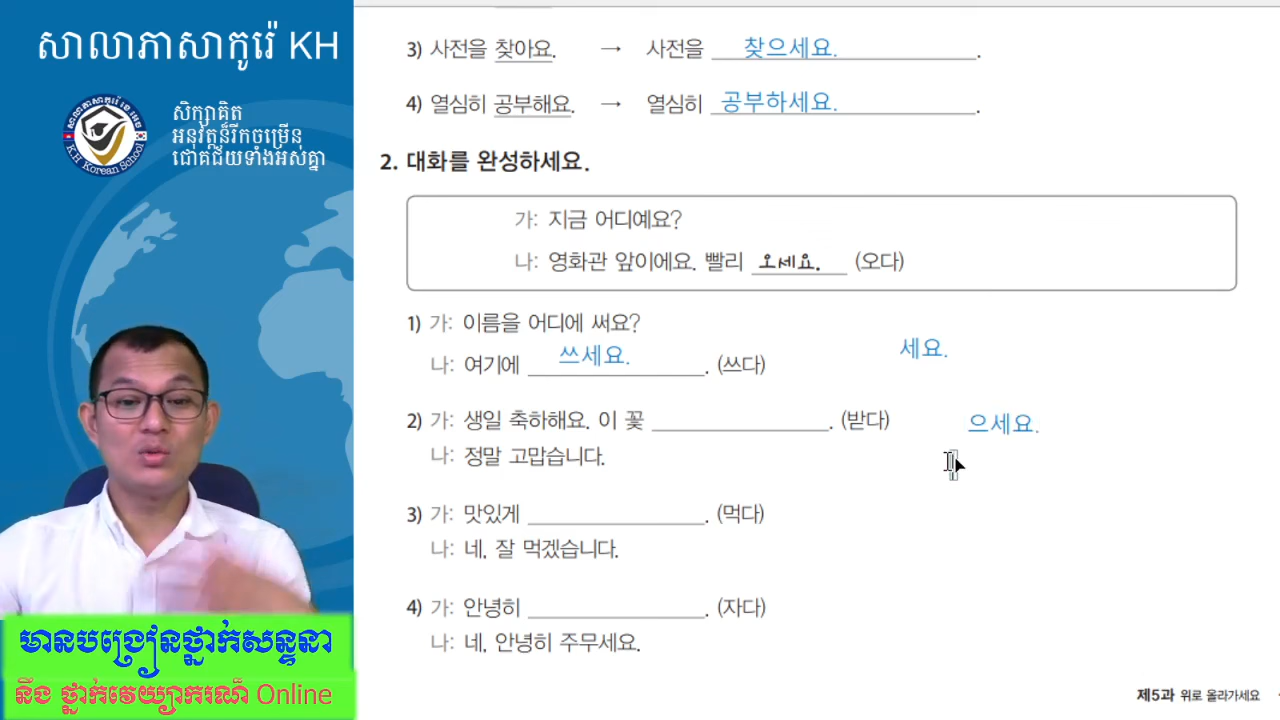 សាលាភាសាកូរ៉េ KH
សិក្សាគិត
អនុវត្តន៍រីកចម្រើន
ជោគជ័យទាំងអស់គ្នា
សាលាភាសាកូរ៉េ ខេអេច
K.H Korean School
មានបង្រៀនថ្នាក់សន្ទនា
នឹង ថ្នាក់វេយ្យាករណ៏ Online
3) 사전을 찾아요. → 사전을 찾으세요. .
4) 열심히 공부해요. → 열심히 공부하세요. .
2. 대화를 완성하세요.
가: 지금 어디예요?
나: 영화관 앞이에요. 빨리 오세요. (오다)
1) 가: 이름을 어디에 써요?
나: 여기에 쓰세요. . (쓰다) 세요.
2) 가: 생일 축하해요. 이 꽃 . (받다) 으세요.
나: 정말 고맙습니다.
3) 가: 맛있게 . (먹다)
나: 네, 잘 먹겠습니다.
4) 가: 안녕히 . (자다)
나: 네, 안녕히 주무세요.
제5과 위로 올라가세요